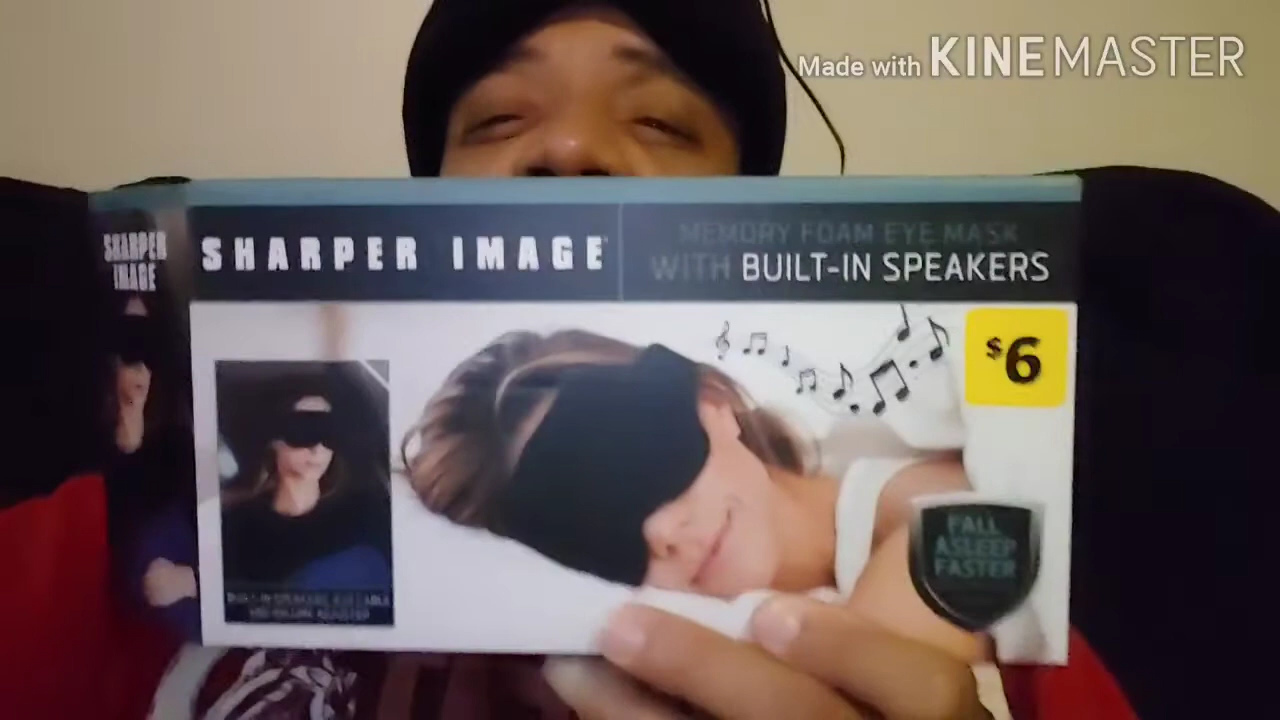 Made with KINEMASTER
SHARPER IMAGE
MEMORY FOAM EYE MASK
WITH BUILT-IN SPEAKERS
SHARPER
IMAGE
$6
FALL
ASLEEP
FASTER